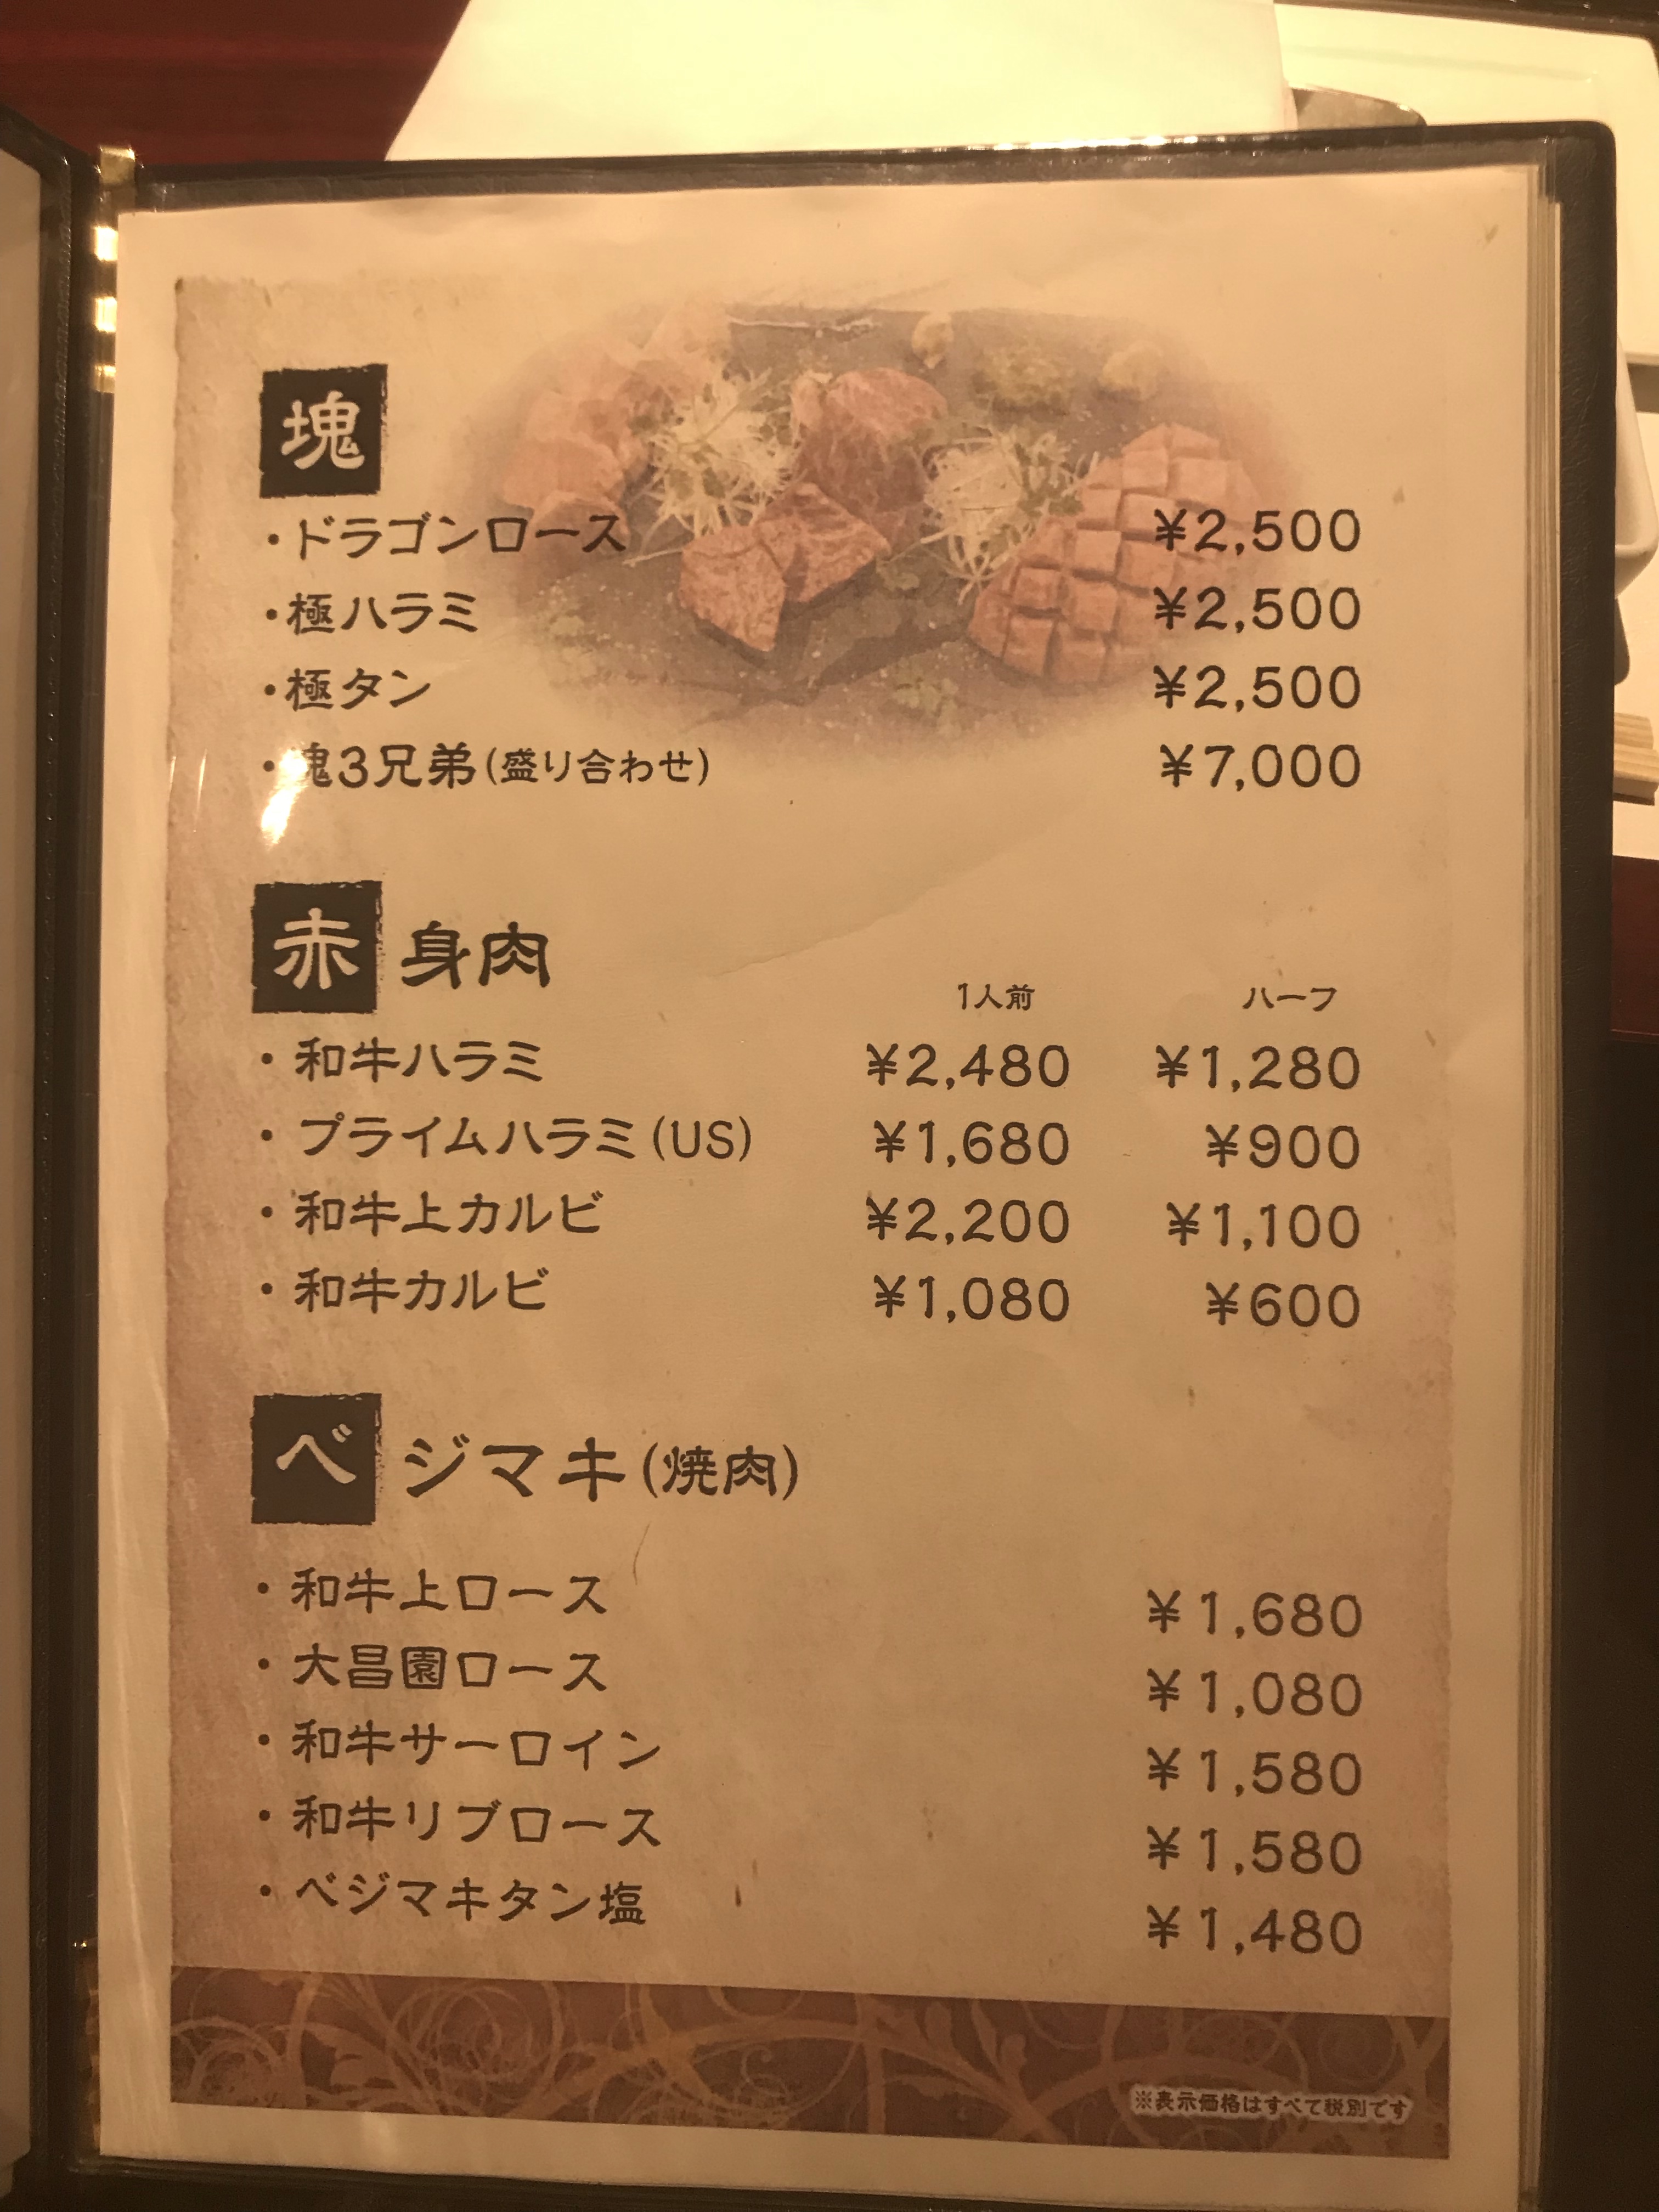 塊
・ドラゴンロース ¥2,500
・極ハラミ ¥2,500
・極タン ¥2,500
・塊3兄弟(盛り合わせ) ¥7,000
赤身肉
1人前 ハーフ
・和牛ハラミ ¥2,480 ¥1,280
・プライムハラミ(US) ¥1,680 ¥900
・和牛上カルビ ¥2,200 ¥1,100
・和牛カルビ ¥1,080 ¥600
ベジマキ(焼肉)
・和牛上ロース ¥1,680
・大昌園ロース ¥1,080
・和牛サーロイン ¥1,580
・和牛リブロース ¥1,580
・ベジマキタン塩 ¥1,480
※表示価格はすべて税別です